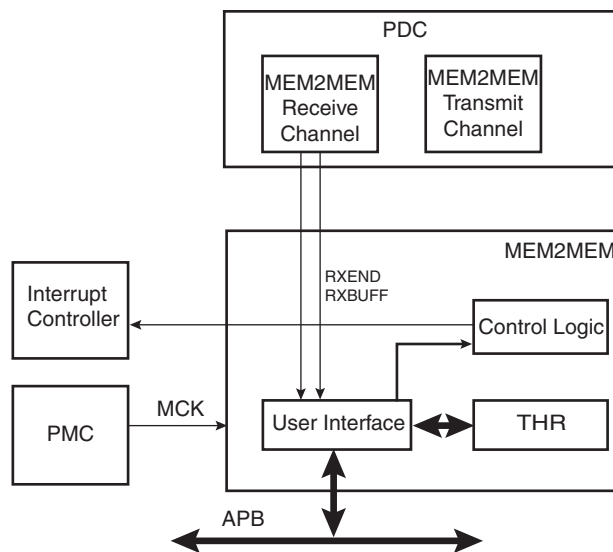 PDC
MEM2MEM
Receive
Channel
MEM2MEM
Transmit
Channel
MEM2MEM
RXEND
RXBUFF
Interrupt
Controller
Control Logic
PMC
MCK
User Interface
THR
APB